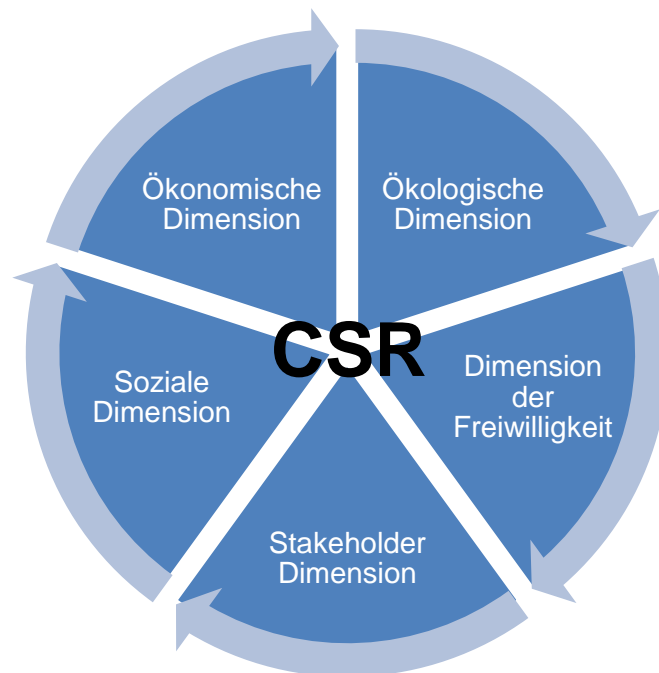 Ökonomische
Dimension
Ökologische
Dimension
CSR
Soziale
Dimension
Dimension
der
Freiwilligkeit
Stakeholder
Dimension